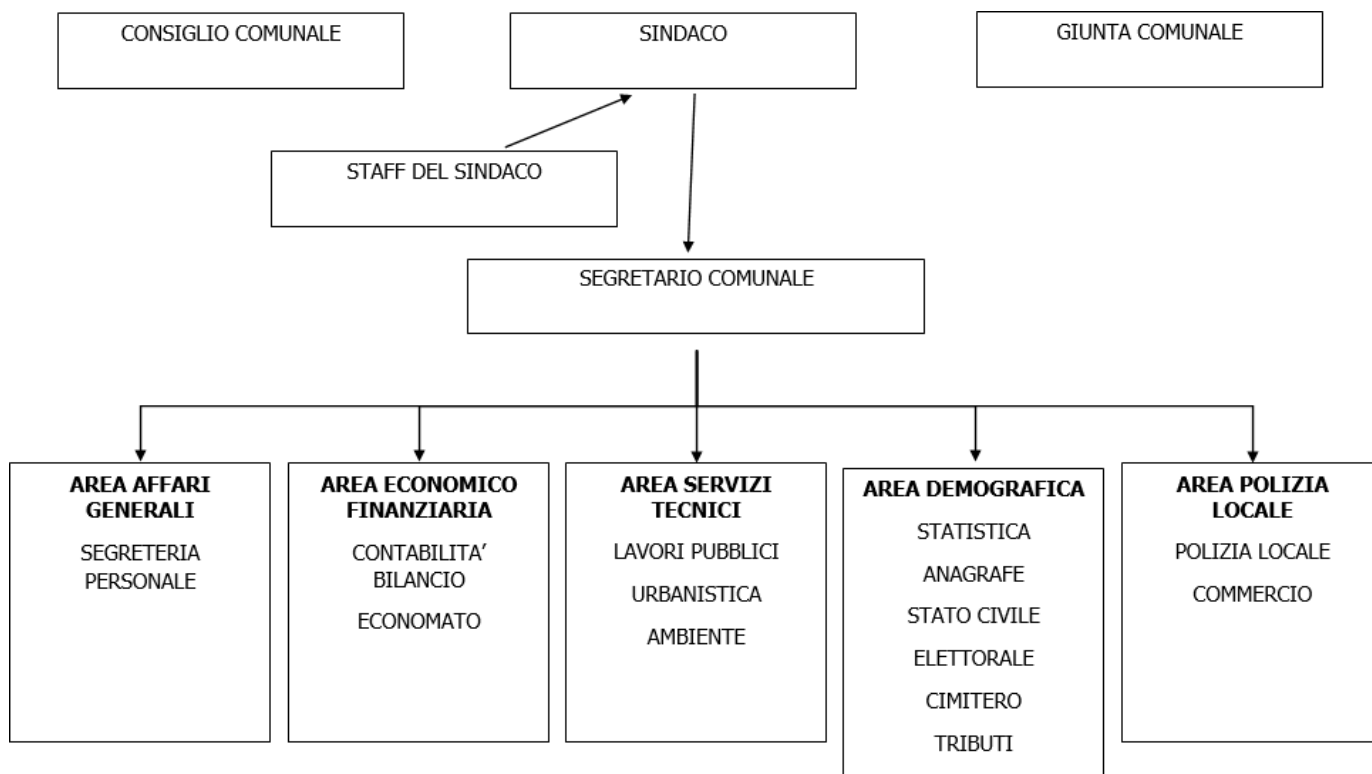 CONSIGLIO COMUNALE
SINDACO
GIUNTA COMUNALE
STAFF DEL SINDACO
SEGRETARIO COMUNALE
AREA AFFARI
GENERALI
SEGRETERIA
PERSONALE
AREA ECONOMICO
FINANZIARIA
CONTABILITA’
BILANCIO
ECONOMATO
AREA SERVIZI
TECNICI
LAVORI PUBBLICI
URBANISTICA
AMBIENTE
AREA DEMOGRAFICA
STATISTICA
ANAGRAFE
STATO CIVILE
ELETTORALE
CIMITERO
TRIBUTI
AREA POLIZIA
LOCALE
POLIZIA LOCALE
COMMERCIO